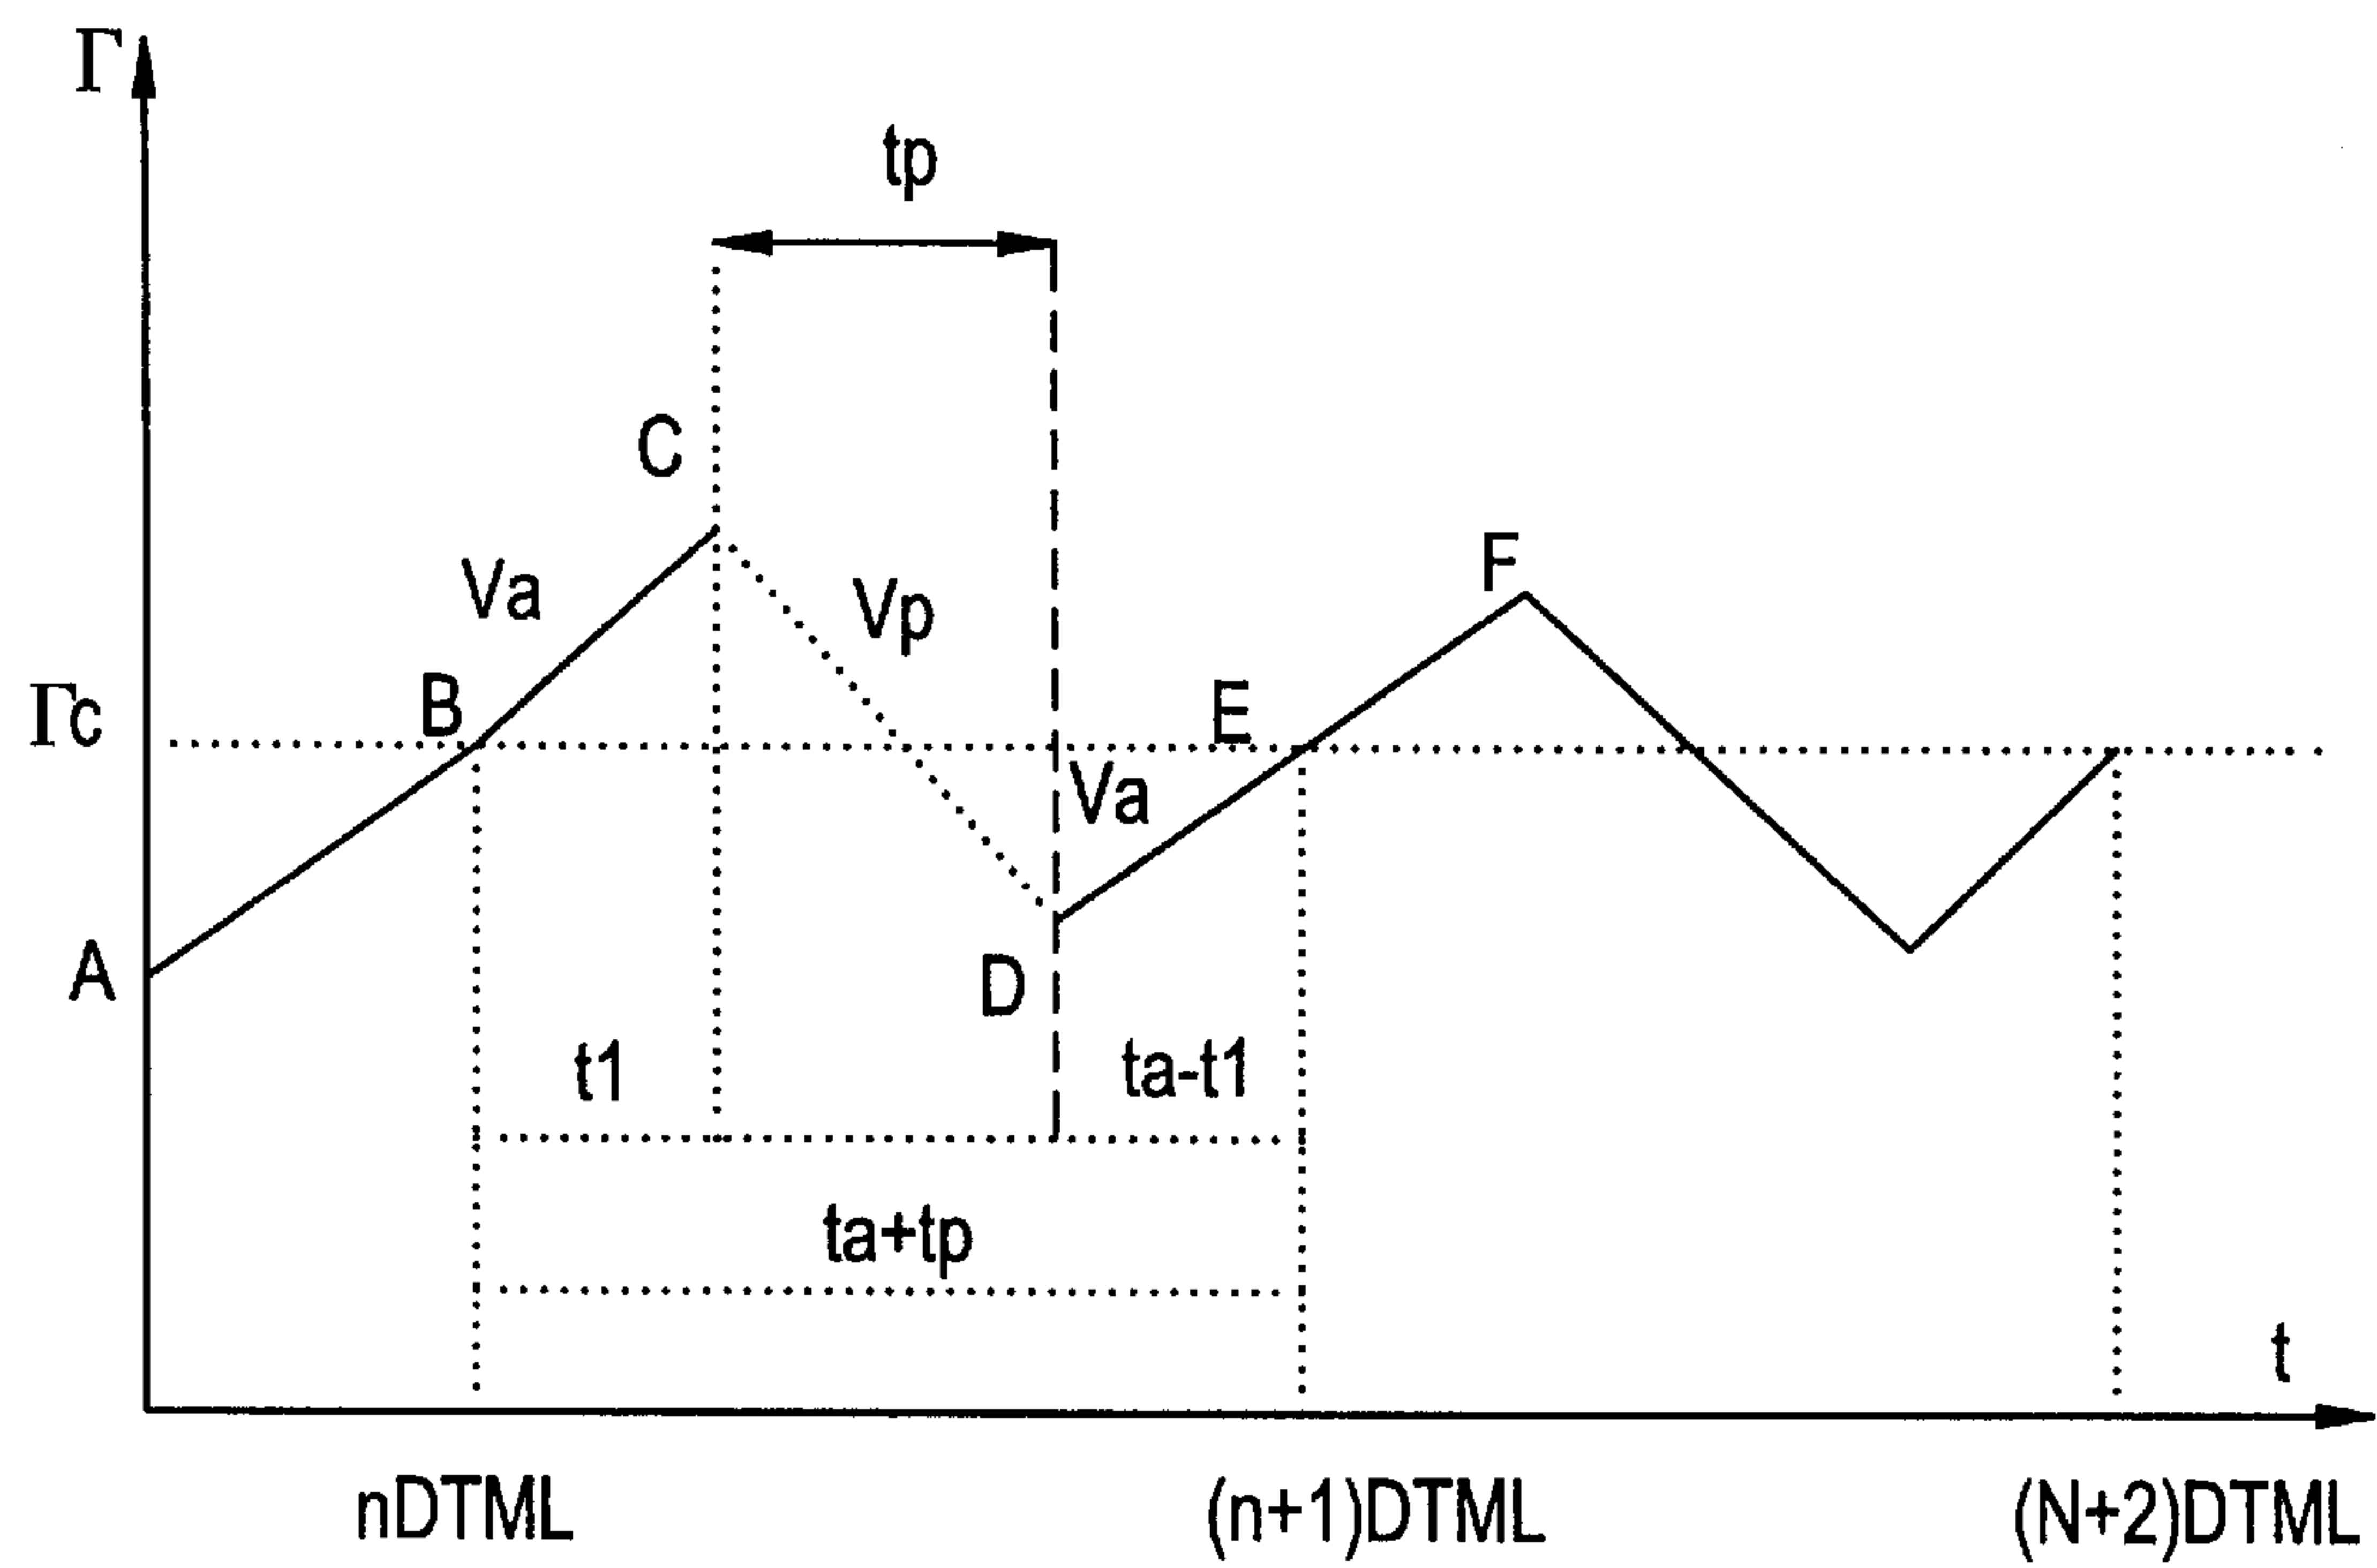 Γ
tp
C
F
Va
Vp
Γc
B
E
Va
A
D
t1
ta-t1
ta+tp
t
nDTML
(n+1)DTML
(N+2)DTML